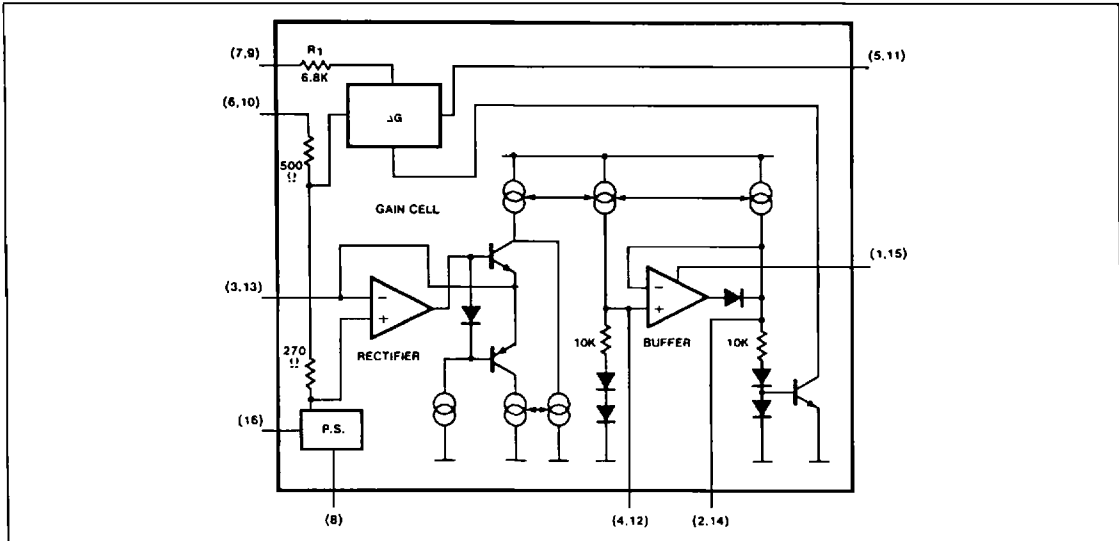 (7,9)
R1
6.8K
(5,11)
(6,10)
ΔG
500
Ω
GAIN CELL
(1,15)
(3,13)
-
+
-
+
10K
BUFFER
10K
270
Ω
RECTIFIER
(16)
P.S.
(8)
(4,12)
(2,14)